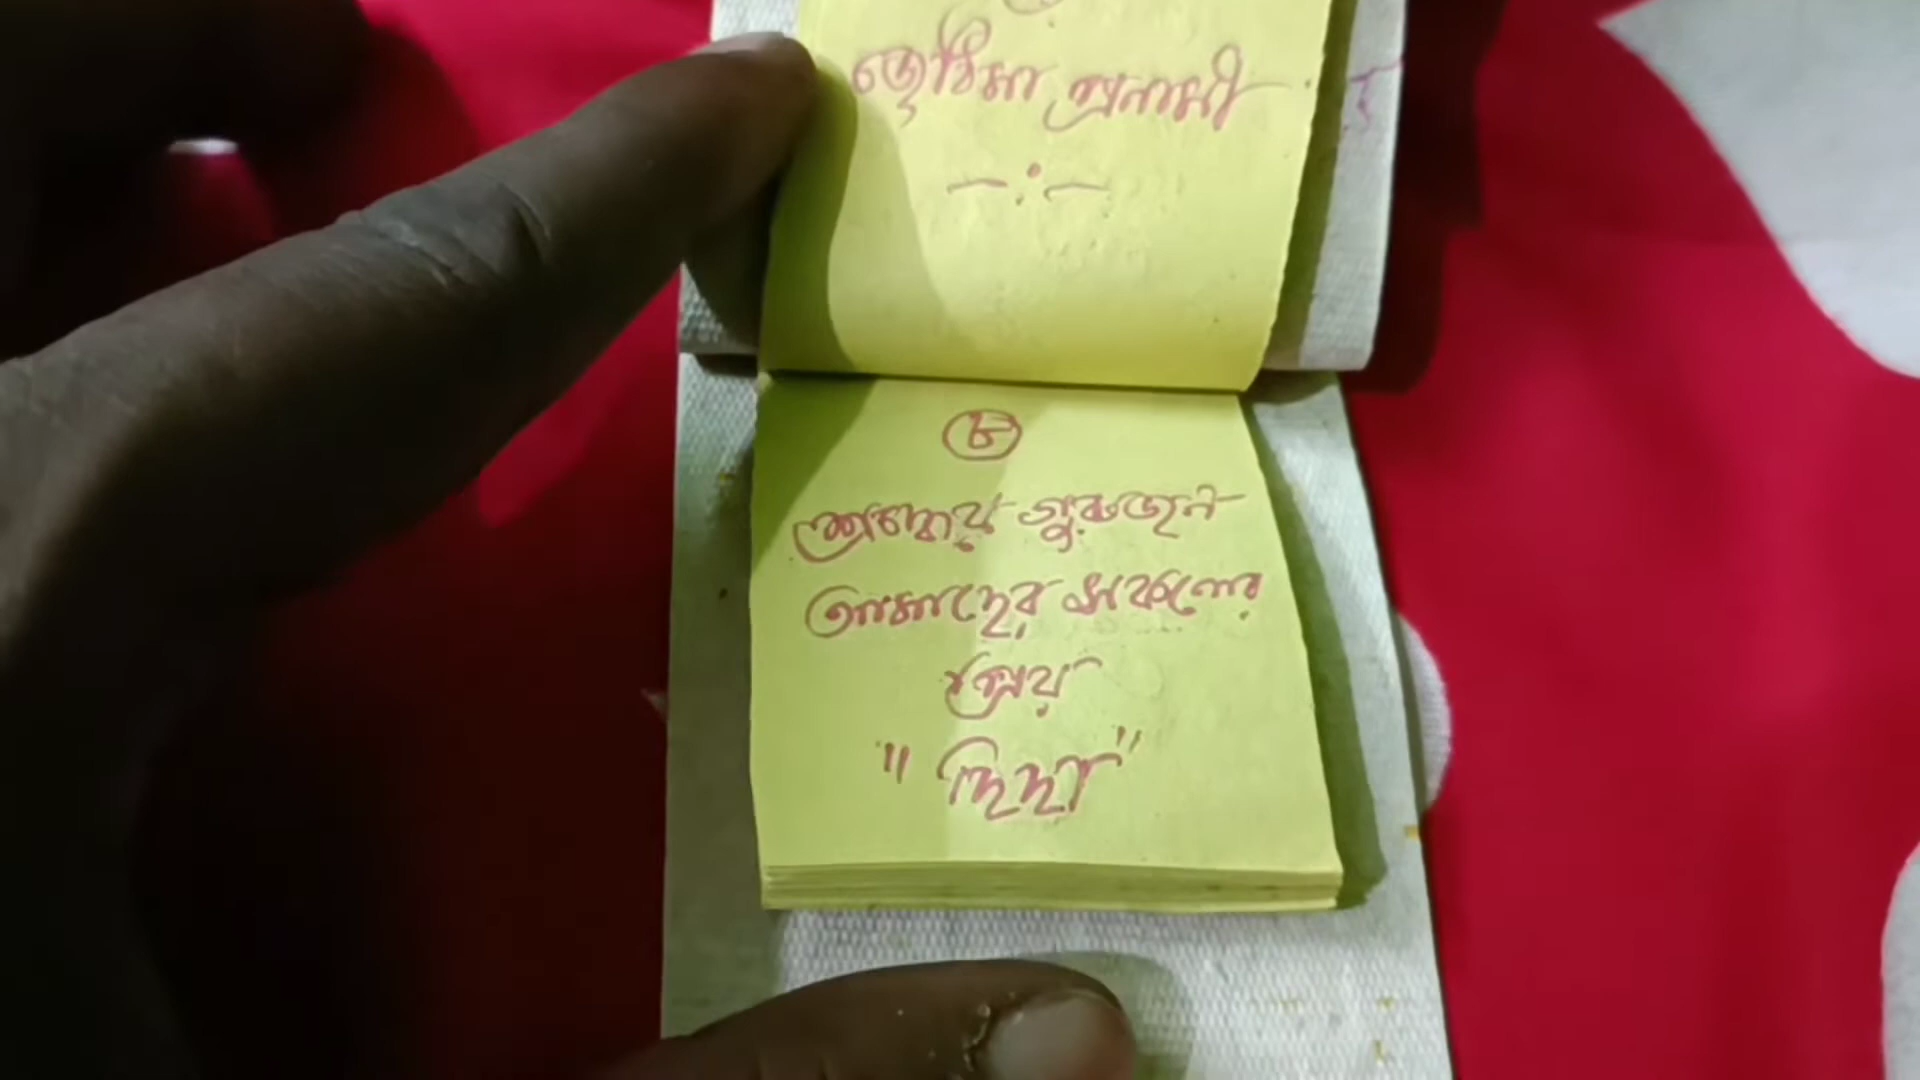 জেঠিমা প্রনামী
—:—
৮
শ্রদ্ধেয় গুরুজন
আমাদের সকলের
প্রিয়
"দিদা"